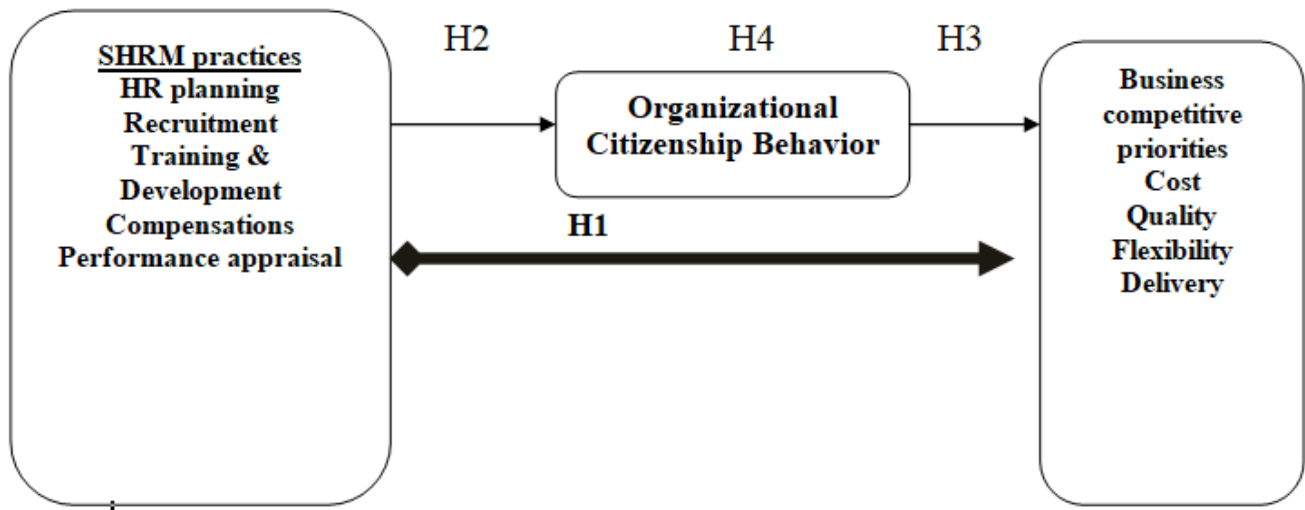 H2
H4
H3
SHRM practices
HR planning
Recruitment
Training &
Development
Compensations
Performance appraisal
Organizational
Citizenship Behavior
H1
Business
competitive
priorities
Cost
Quality
Flexibility
Delivery